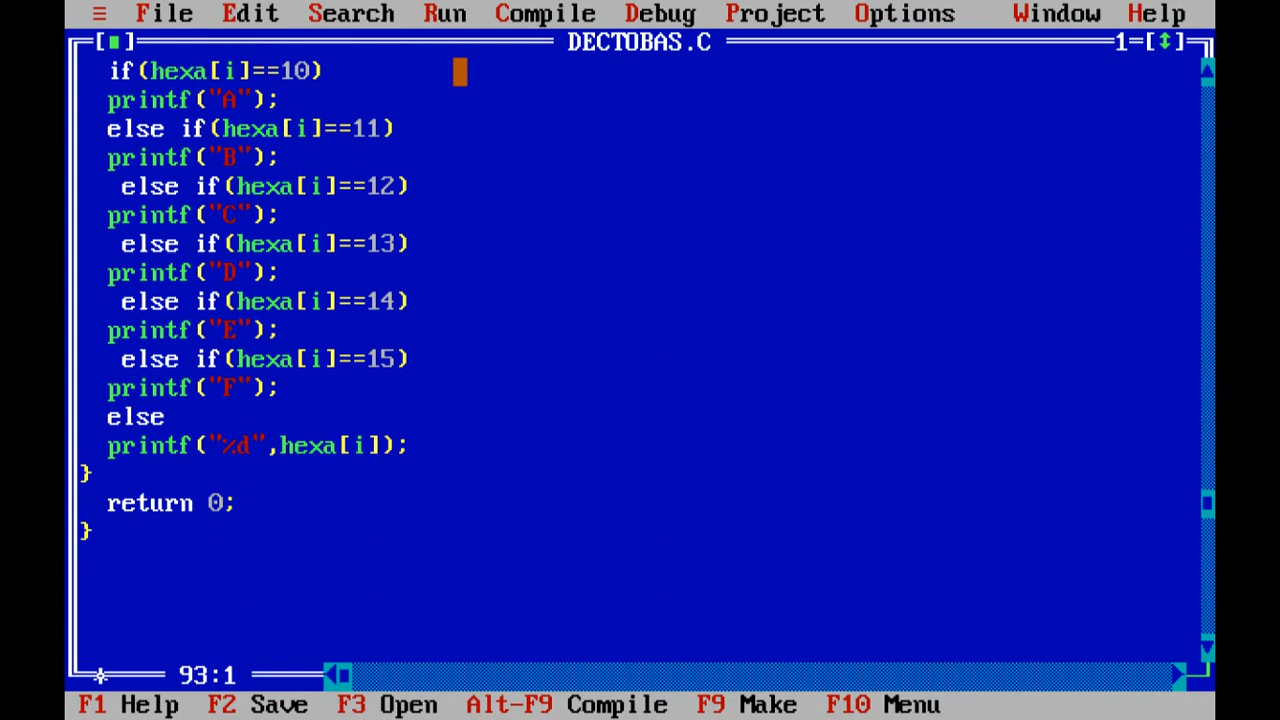 ≡ File Edit Search Run Compile Debug Project Options Window Help
[■] DECTOBAS.C 1=[↕]
if(hexa[i]==10)
printf("A");
else if(hexa[i]==11)
printf("B");
else if(hexa[i]==12)
printf("C");
else if(hexa[i]==13)
printf("D");
else if(hexa[i]==14)
printf("E");
else if(hexa[i]==15)
printf("F");
else
printf("%d",hexa[i]);
}
return 0;
}
93:1
F1 Help F2 Save F3 Open Alt-F9 Compile F9 Make F10 Menu